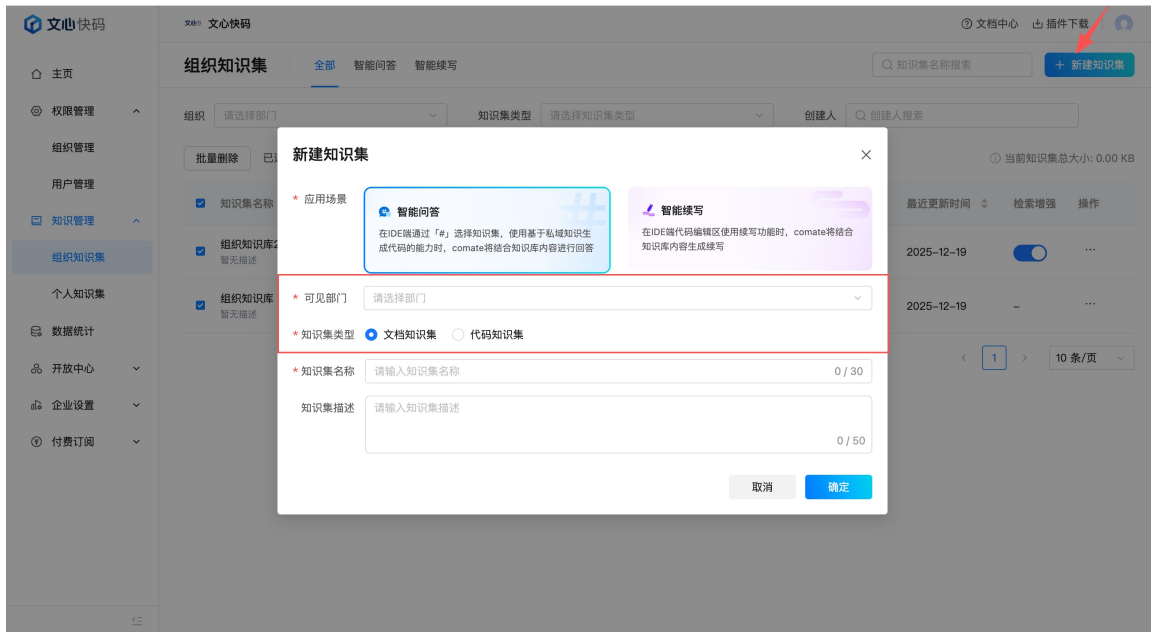 文心快码
文心快码
文档中心
插件下载
主页
权限管理
组织管理
用户管理
知识管理
组织知识集
个人知识集
数据统计
开放中心
企业设置
付费订阅
组织知识集
全部
智能问答
智能续写
知识集名称搜索
+ 新建知识集
组织
请选择部门
知识集类型
请选择知识集类型
创建人
创建人搜索
批量删除
当前知识集总大小: 0.00 KB
知识集名称
最近更新时间
检索增强
操作
组织知识库2
暂无描述
2025-12-19
...
组织知识库
暂无描述
2025-12-19
-
...
< 1 >
10 条/页
新建知识集
* 应用场景
智能问答
在IDE端通过「#」选择知识集，使用基于私域知识生
成代码的能力时，comate将结合知识库内容进行回答
智能续写
在IDE端代码编辑区使用续写功能时，comate将结合
知识库内容生成续写
* 可见部门
请选择部门
* 知识集类型
文档知识集
代码知识集
* 知识集名称
请输入知识集名称
0 / 30
知识集描述
请输入知识集描述
0 / 50
取消
确定